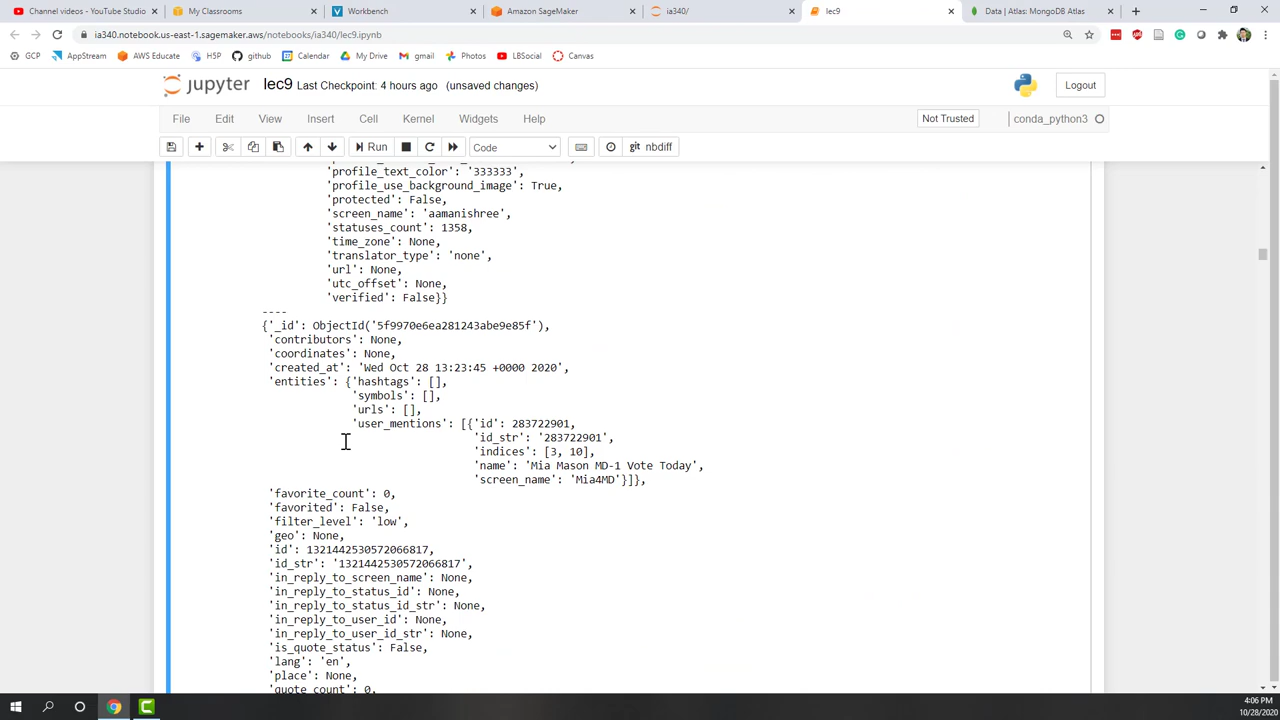 Channel videos - YouTube Studio
My Classrooms
Workbench
Amazon SageMaker
ia340/
lec9
Data | Atlas: MongoDB Atlas
ia340.notebook.us-east-1.sagemaker.aws/notebooks/ia340/lec9.ipynb
GCP
AppStream
AWS Educate
H5P
github
Calendar
My Drive
gmail
Photos
LBSocial
Canvas
jupyter lec9 Last Checkpoint: 4 hours ago (unsaved changes)
Logout
File Edit View Insert Cell Kernel Widgets Help
Not Trusted
conda_python3
Run
Code
nbdiff
'profile_text_color': '333333',
'profile_use_background_image': True,
'protected': False,
'screen_name': 'aamanishree',
'statuses_count': 1358,
'time_zone': None,
'translator_type': 'none',
'url': None,
'utc_offset': None,
'verified': False}}
----
{'_id': ObjectId('5f9970e6ea281243abe9e85f'),
'contributors': None,
'coordinates': None,
'created_at': 'Wed Oct 28 13:23:45 +0000 2020',
'entities': {'hashtags': [],
'symbols': [],
'urls': [],
'user_mentions': [{'id': 283722901,
'id_str': '283722901',
'indices': [3, 10],
'name': 'Mia Mason MD-1 Vote Today',
'screen_name': 'Mia4MD'}]},
'favorite_count': 0,
'favorited': False,
'filter_level': 'low',
'geo': None,
'id': 1321442530572066817,
'id_str': '1321442530572066817',
'in_reply_to_screen_name': None,
'in_reply_to_status_id': None,
'in_reply_to_status_id_str': None,
'in_reply_to_user_id': None,
'in_reply_to_user_id_str': None,
'is_quote_status': False,
'lang': 'en',
'place': None,
'quote_count': 0,
4:06 PM
10/28/2020